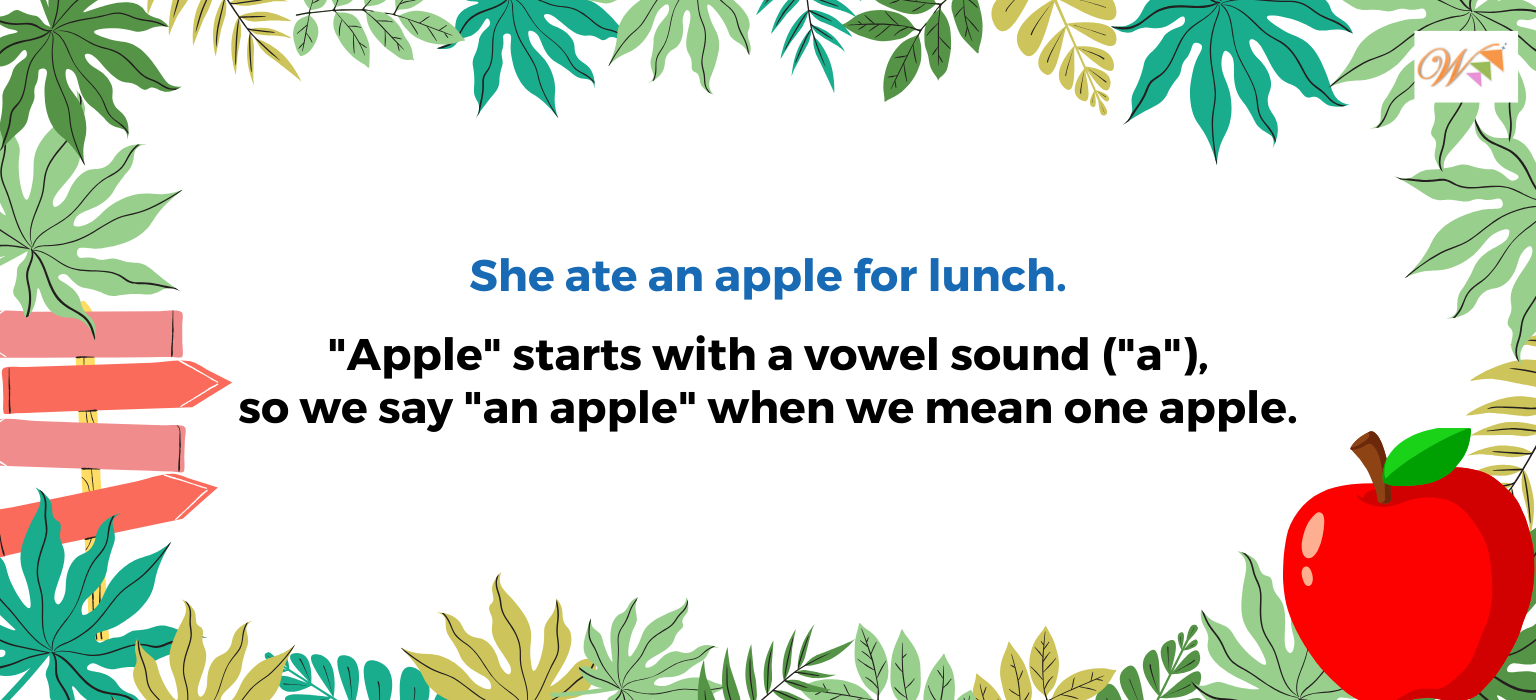 W
She ate an apple for lunch.
"Apple" starts with a vowel sound ("a"),
so we say "an apple" when we mean one apple.